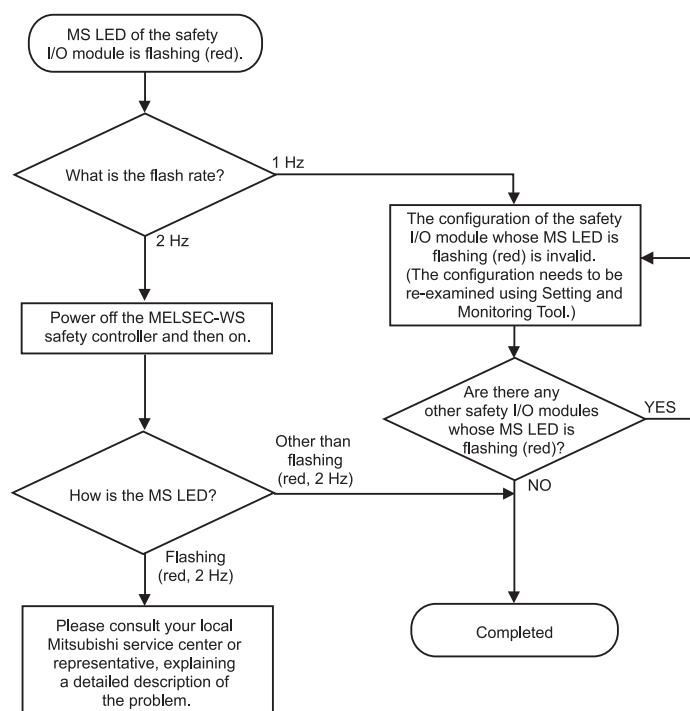 MS LED of the safety
I/O module is flashing (red).
What is the flash rate?
1 Hz
2 Hz
The configuration of the safety
I/O module whose MS LED is
flashing (red) is invalid.
(The configuration needs to be
re-examined using Setting and
Monitoring Tool.)
Power off the MELSEC-WS
safety controller and then on.
Are there any
other safety I/O modules
whose MS LED is
flashing (red)?
YES
NO
How is the MS LED?
Other than
flashing
(red, 2 Hz)
Flashing
(red, 2 Hz)
Please consult your local
Mitsubishi service center or
representative, explaining
a detailed description of
the problem.
Completed